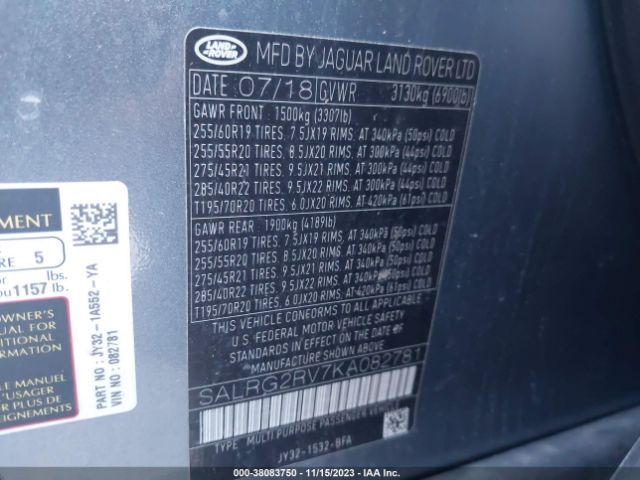 LAND ROVER
MFD BY JAGUAR LAND ROVER LTD
DATE 07/18 GVWR 3130kg (6900lb)
GAWR FRONT 1500kg (3307lb)
255/60R19 TIRES, 7.5JX19 RIMS, AT 340kPa (50psi) COLD
255/55R20 TIRES, 8.5JX20 RIMS, AT 300kPa (44psi) COLD
275/45R21 TIRES, 9.5JX21 RIMS, AT 300kPa (44psi) COLD
285/40R22 TIRES, 9.5JX22 RIMS, AT 300kPa (44psi) COLD
T195/70R20 TIRES, 6.0JX20 RIMS, AT 420kPa (61psi) COLD
GAWR REAR 1900kg (4189lb)
255/60R19 TIRES, 7.5JX19 RIMS, AT 340kPa (50psi) COLD
255/55R20 TIRES, 8.5JX20 RIMS, AT 340kPa (50psi) COLD
275/45R21 TIRES, 9.5JX21 RIMS, AT 340kPa (50psi) COLD
285/40R22 TIRES, 9.5JX22 RIMS, AT 340kPa (50psi) COLD
T195/70R20 TIRES, 6.0JX20 RIMS, AT 420kPa (61psi) COLD
THIS VEHICLE CONFORMS TO ALL APPLICABLE
U.S. FEDERAL MOTOR VEHICLE SAFETY STANDARDS
IN EFFECT ON THE DATE OF
MANUFACTURE SHOWN ABOVE.
SALRG2RV7KA082781
TYPE MULTI PURPOSE PASSENGER VEHICLE
JY32-1532-BFA
EMENT
RE 5
lbs.
ou 1157 lb.
OWNER'S
UAL FOR
ITIONAL
RMATION
LE MANUEL
L'USAGER
R PLUS DE
EIGNEMENTS
PART NO: JY32-1A552-YA
VIN NO: 082781
000-38083750 - 11/15/2023 - Copyright IAA, LLC.